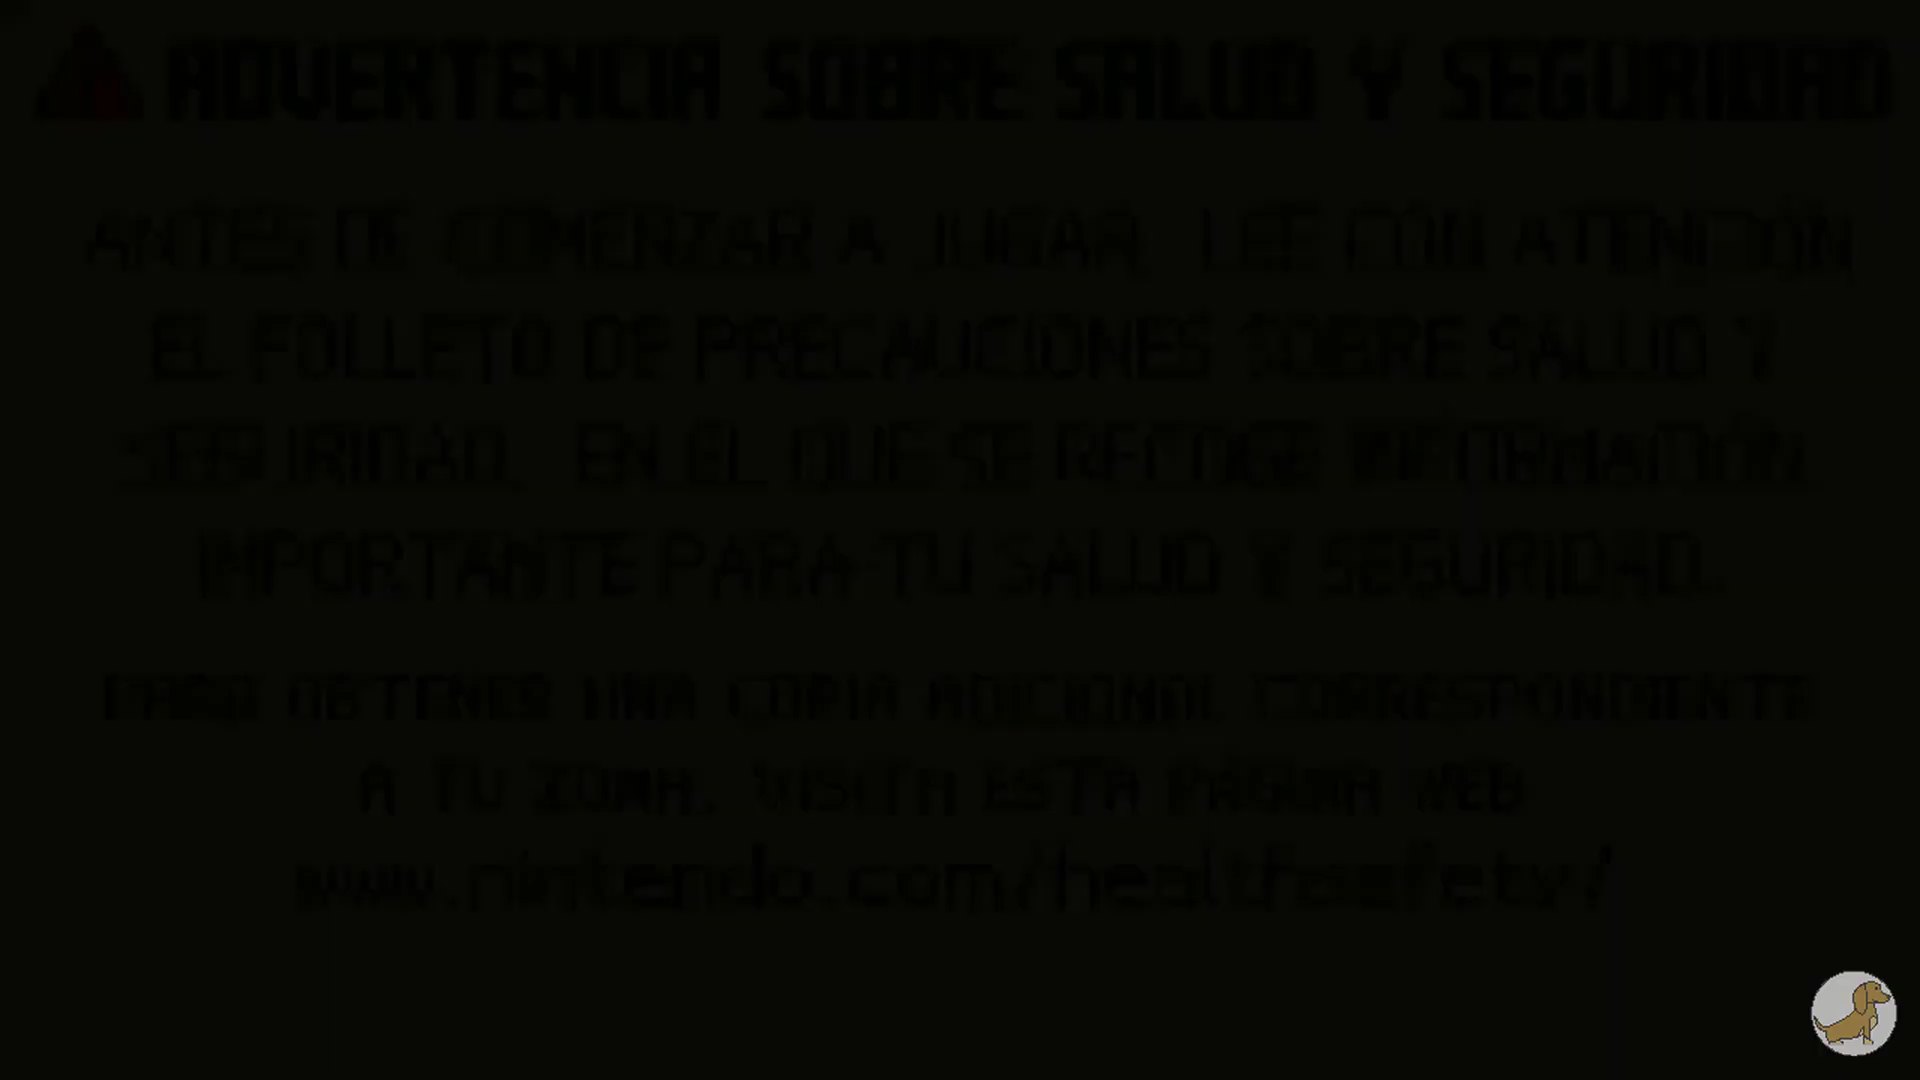 ADVERTENCIA SOBRE SALUD Y SEGURIDAD
ANTES DE COMENZAR A JUGAR, LEE CON ATENCIÓN
EL FOLLETO DE PRECAUCIONES SOBRE SALUD Y
SEGURIDAD, EN EL QUE SE RECOGE INFORMACIÓN
IMPORTANTE PARA TU SALUD Y SEGURIDAD.
PARA OBTENER UNA COPIA ADICIONAL CORRESPONDIENTE
A TU ZONA, VISITA ESTA PÁGINA WEB
www.nintendo.com/healthsafety/